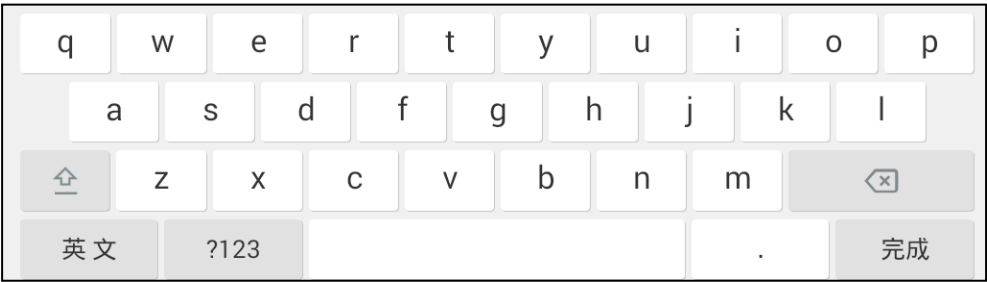 q w e r t y u i o p
a s d f g h j k l
z x c v b n m
英文 ?123 . 完成